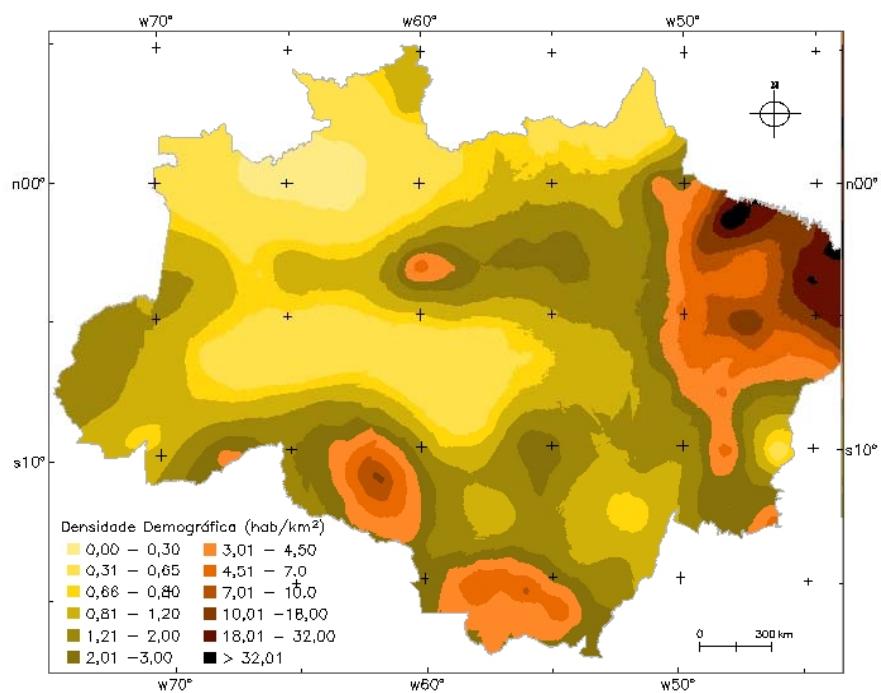 w70° w60° w50°
N
n00° n00°
s10° s10°
Densidade Demográfica (hab/km²)
0,00 – 0,30 3,01 – 4,50
0,31 – 0,65 4,51 – 7.0
0,66 – 0,80 7,01 – 10.0
0,81 – 1,20 10,01 –18,00
1,21 – 2,00 18,01 – 32,00
2,01 –3,00 > 32,01
0 300 km
w70° w60° w50°